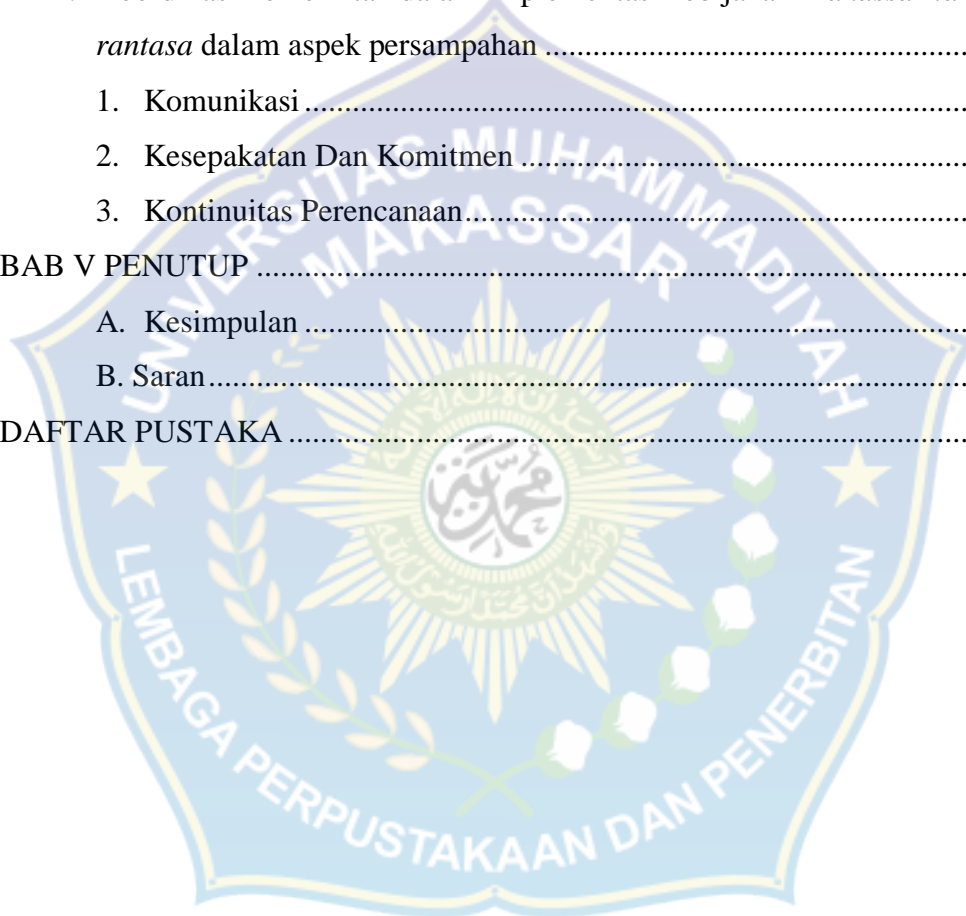 rantasa dalam aspek persampahan ........................................................
1. Komunikasi ........................................................
2. Kesepakatan Dan Komitmen ........................................................
3. Kontinuitas Perencanaan ........................................................
BAB V PENUTUP ........................................................
A. Kesimpulan ........................................................
B. Saran ........................................................
DAFTAR PUSTAKA ........................................................
UNIVERSITAS MUHAMMADIYAH
MAKASSAR
LEMBAGA PERPUSTAKAAN DAN PENERBITAN